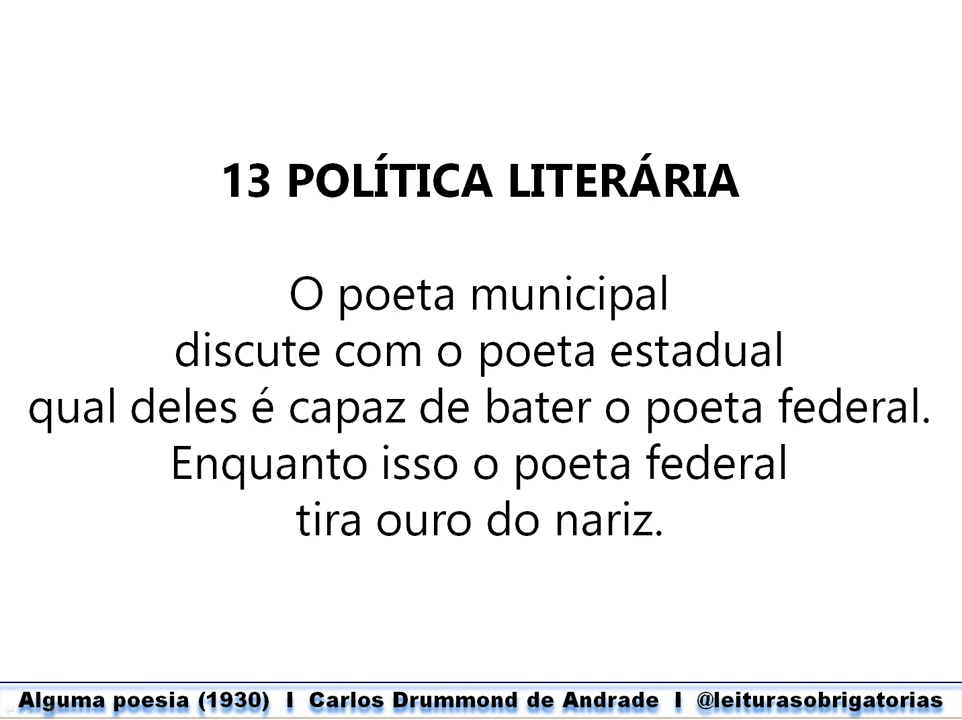 13 POLÍTICA LITERÁRIA
O poeta municipal
discute com o poeta estadual
qual deles é capaz de bater o poeta federal.
Enquanto isso o poeta federal
tira ouro do nariz.
Alguma poesia (1930) I Carlos Drummond de Andrade I @leiturasobrigatorias